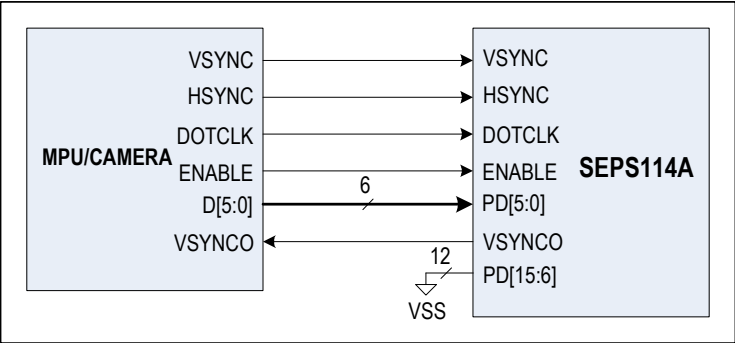 VSYNC VSYNC
HSYNC HSYNC
DOTCLK DOTCLK
MPU/CAMERA SEPS114A
ENABLE ENABLE
6
D[5:0] PD[5:0]
VSYNCO VSYNCO
12
PD[15:6]
VSS